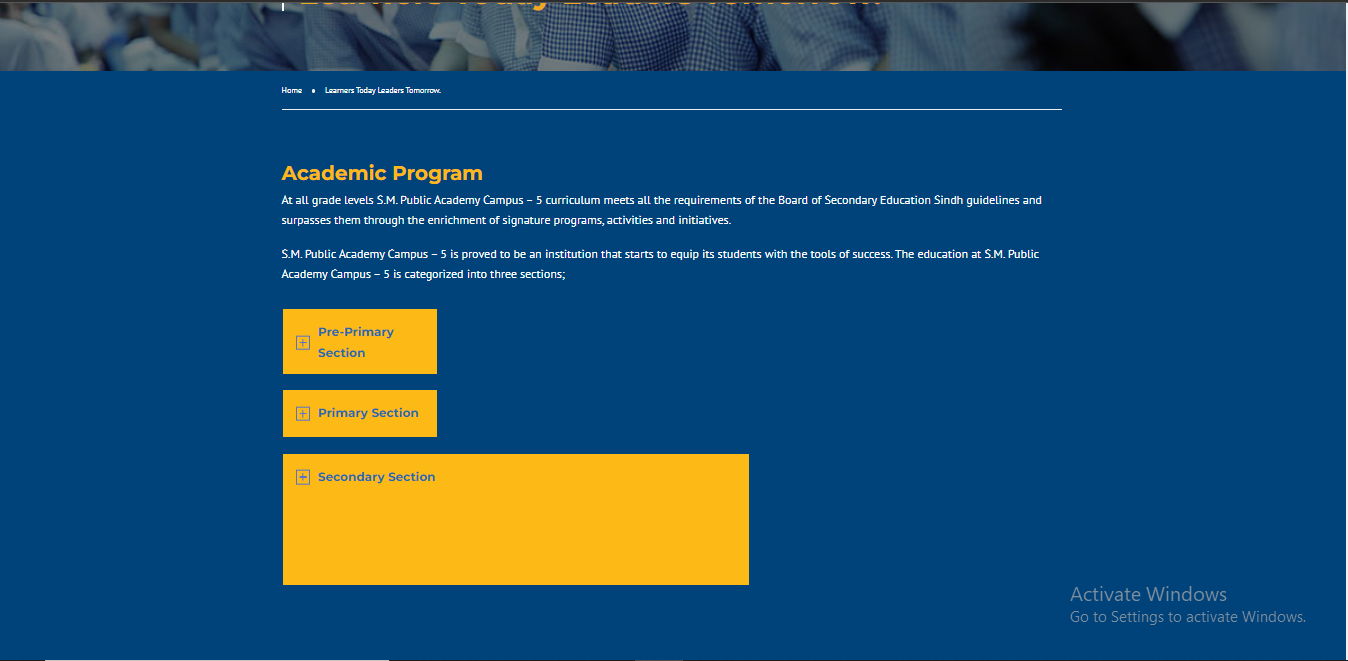 Learners Today Leaders Tomorrow.
Home • Learners Today Leaders Tomorrow.
Academic Program
At all grade levels S.M. Public Academy Campus – 5 curriculum meets all the requirements of the Board of Secondary Education Sindh guidelines and
surpasses them through the enrichment of signature programs, activities and initiatives.
S.M. Public Academy Campus – 5 is proved to be an institution that starts to equip its students with the tools of success. The education at S.M. Public
Academy Campus – 5 is categorized into three sections;
Pre-Primary
Section
Primary Section
Secondary Section
Activate Windows
Go to Settings to activate Windows.